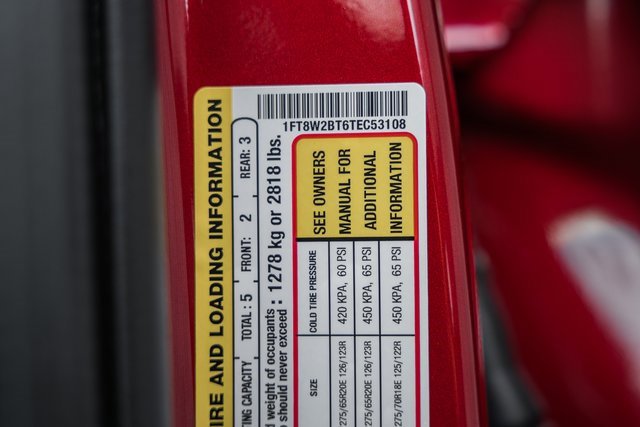 1FT8W2BT6TEC53108
IRE AND LOADING INFORMATION
TING CAPACITY TOTAL : 5 FRONT: 2 REAR: 3
d weight of occupants
o should never exceed : 1278 kg or 2818 lbs.
SIZE COLD TIRE PRESSURE SEE OWNERS
275/65R20E 126/123R 420 KPA, 60 PSI MANUAL FOR
275/65R20E 126/123R 450 KPA, 65 PSI ADDITIONAL
275/70R18E 125/122R 450 KPA, 65 PSI INFORMATION